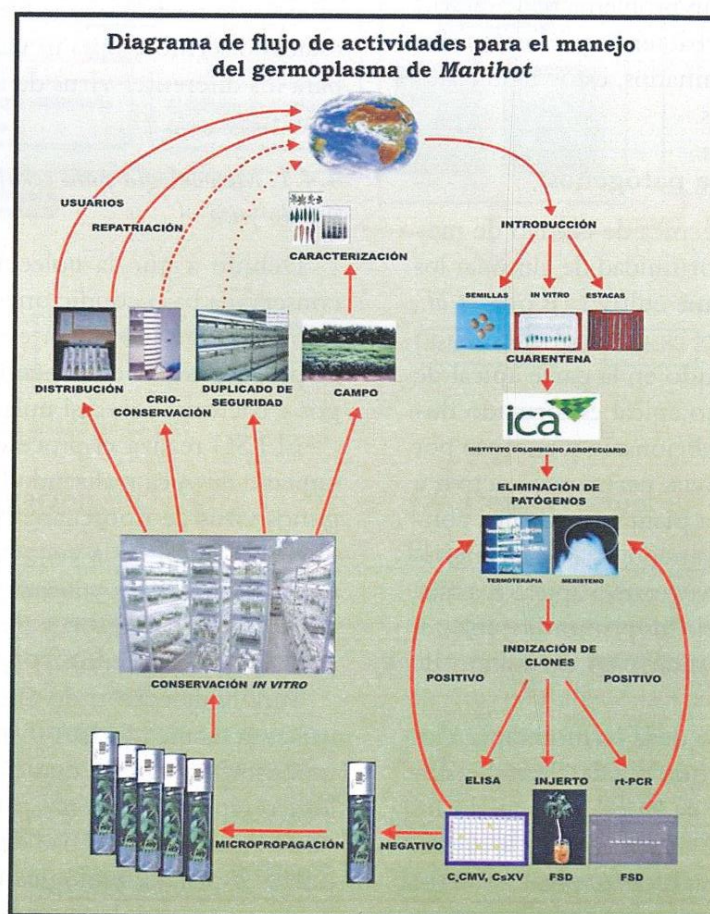 Diagrama de flujo de actividades para el manejo
del germoplasma de Manihot
USUARIOS
REPATRIACIÓN
CARACTERIZACIÓN
INTRODUCCIÓN
SEMILLAS
IN VITRO
ESTACAS
CUARENTENA
DISTRIBUCIÓN
CRIO-
CONSERVACIÓN
DUPLICADO DE
SEGURIDAD
CAMPO
ica
INSTITUTO COLOMBIANO AGROPECUARIO
ELIMINACIÓN DE
PATÓGENOS
TERMOTERAPIA
MERISTEMO
INDIZACIÓN DE
CLONES
POSITIVO
POSITIVO
CONSERVACIÓN IN VITRO
ELISA
INJERTO
rt-PCR
MICROPROPAGACIÓN
NEGATIVO
CsCMV, CsXV
FSD
FSD